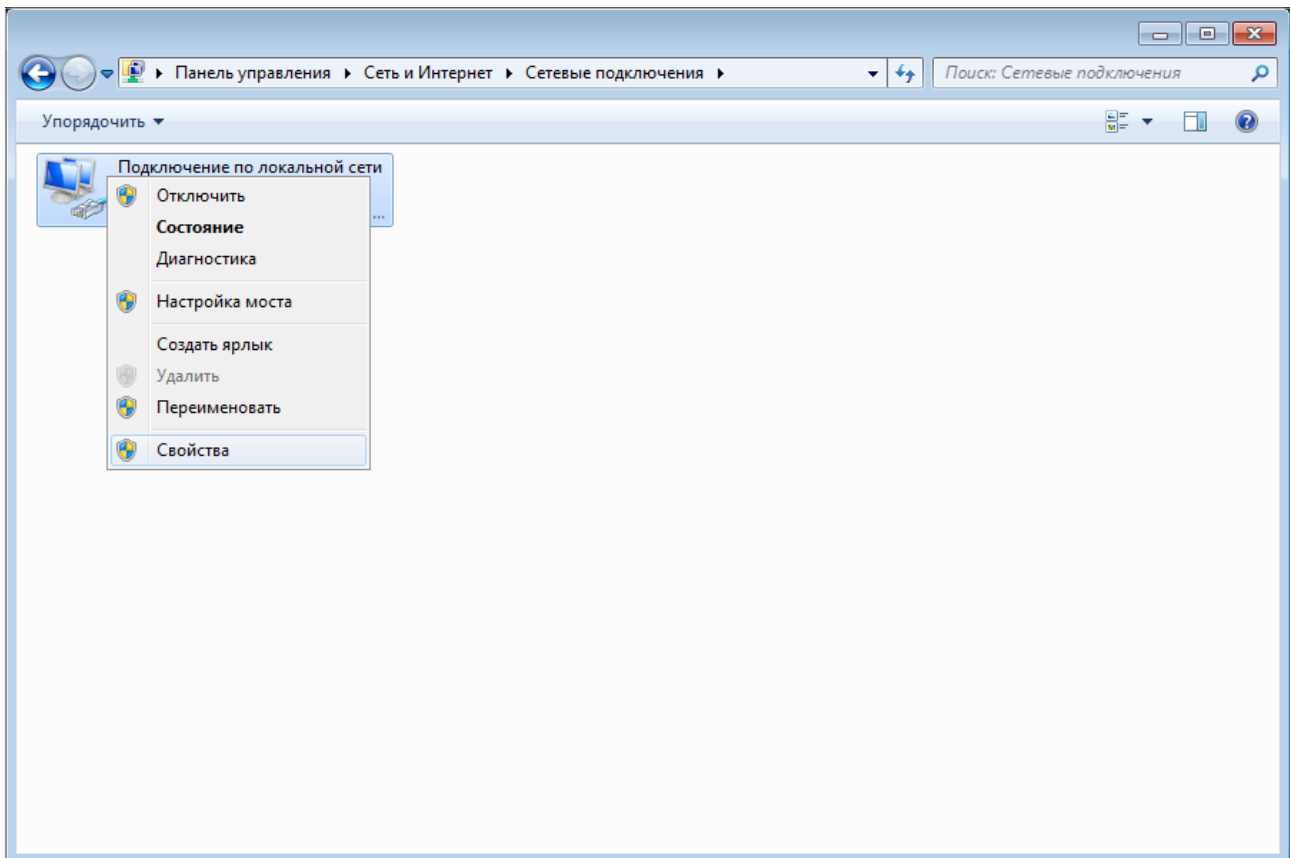 Панель управления Сеть и Интернет Сетевые подключения Поиск: Сетевые подключения
Упорядочить
Подключение по локальной сети
...
Отключить
Состояние
Диагностика
Настройка моста
Создать ярлык
Удалить
Переименовать
Свойства